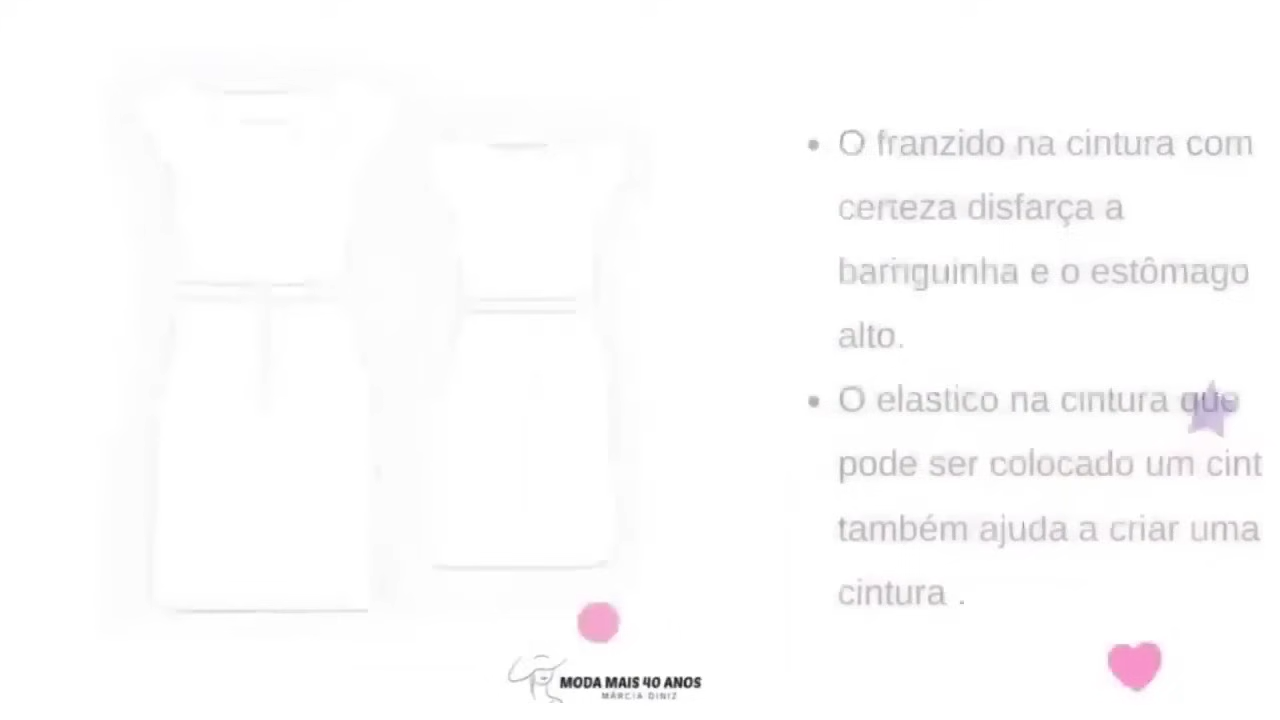 • O franzido na cintura com
certeza disfarça a
barriguinha e o estômago
alto.
• O elastico na cintura que
pode ser colocado um cint
também ajuda a criar uma
cintura .
MODA MAIS 40 ANOS
MÁRCIA DINIZ